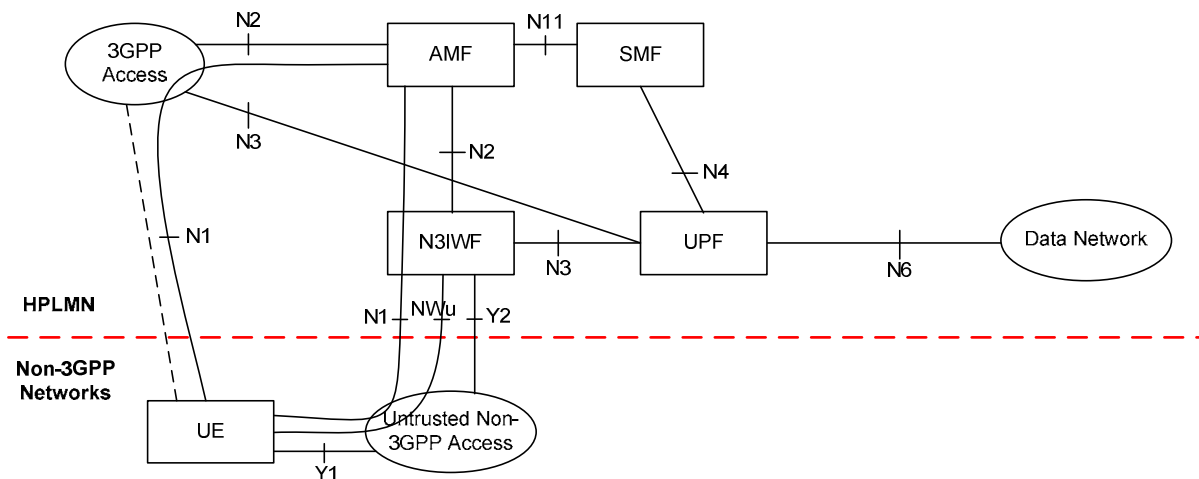 N2
N11
3GPP
Access
AMF
SMF
N3
N2
N4
N1
N3IWF
UPF
Data Network
N3
N6
HPLMN
N1
NWu
Y2
Non-3GPP
Networks
UE
Untrusted Non-
3GPP Access
Y1